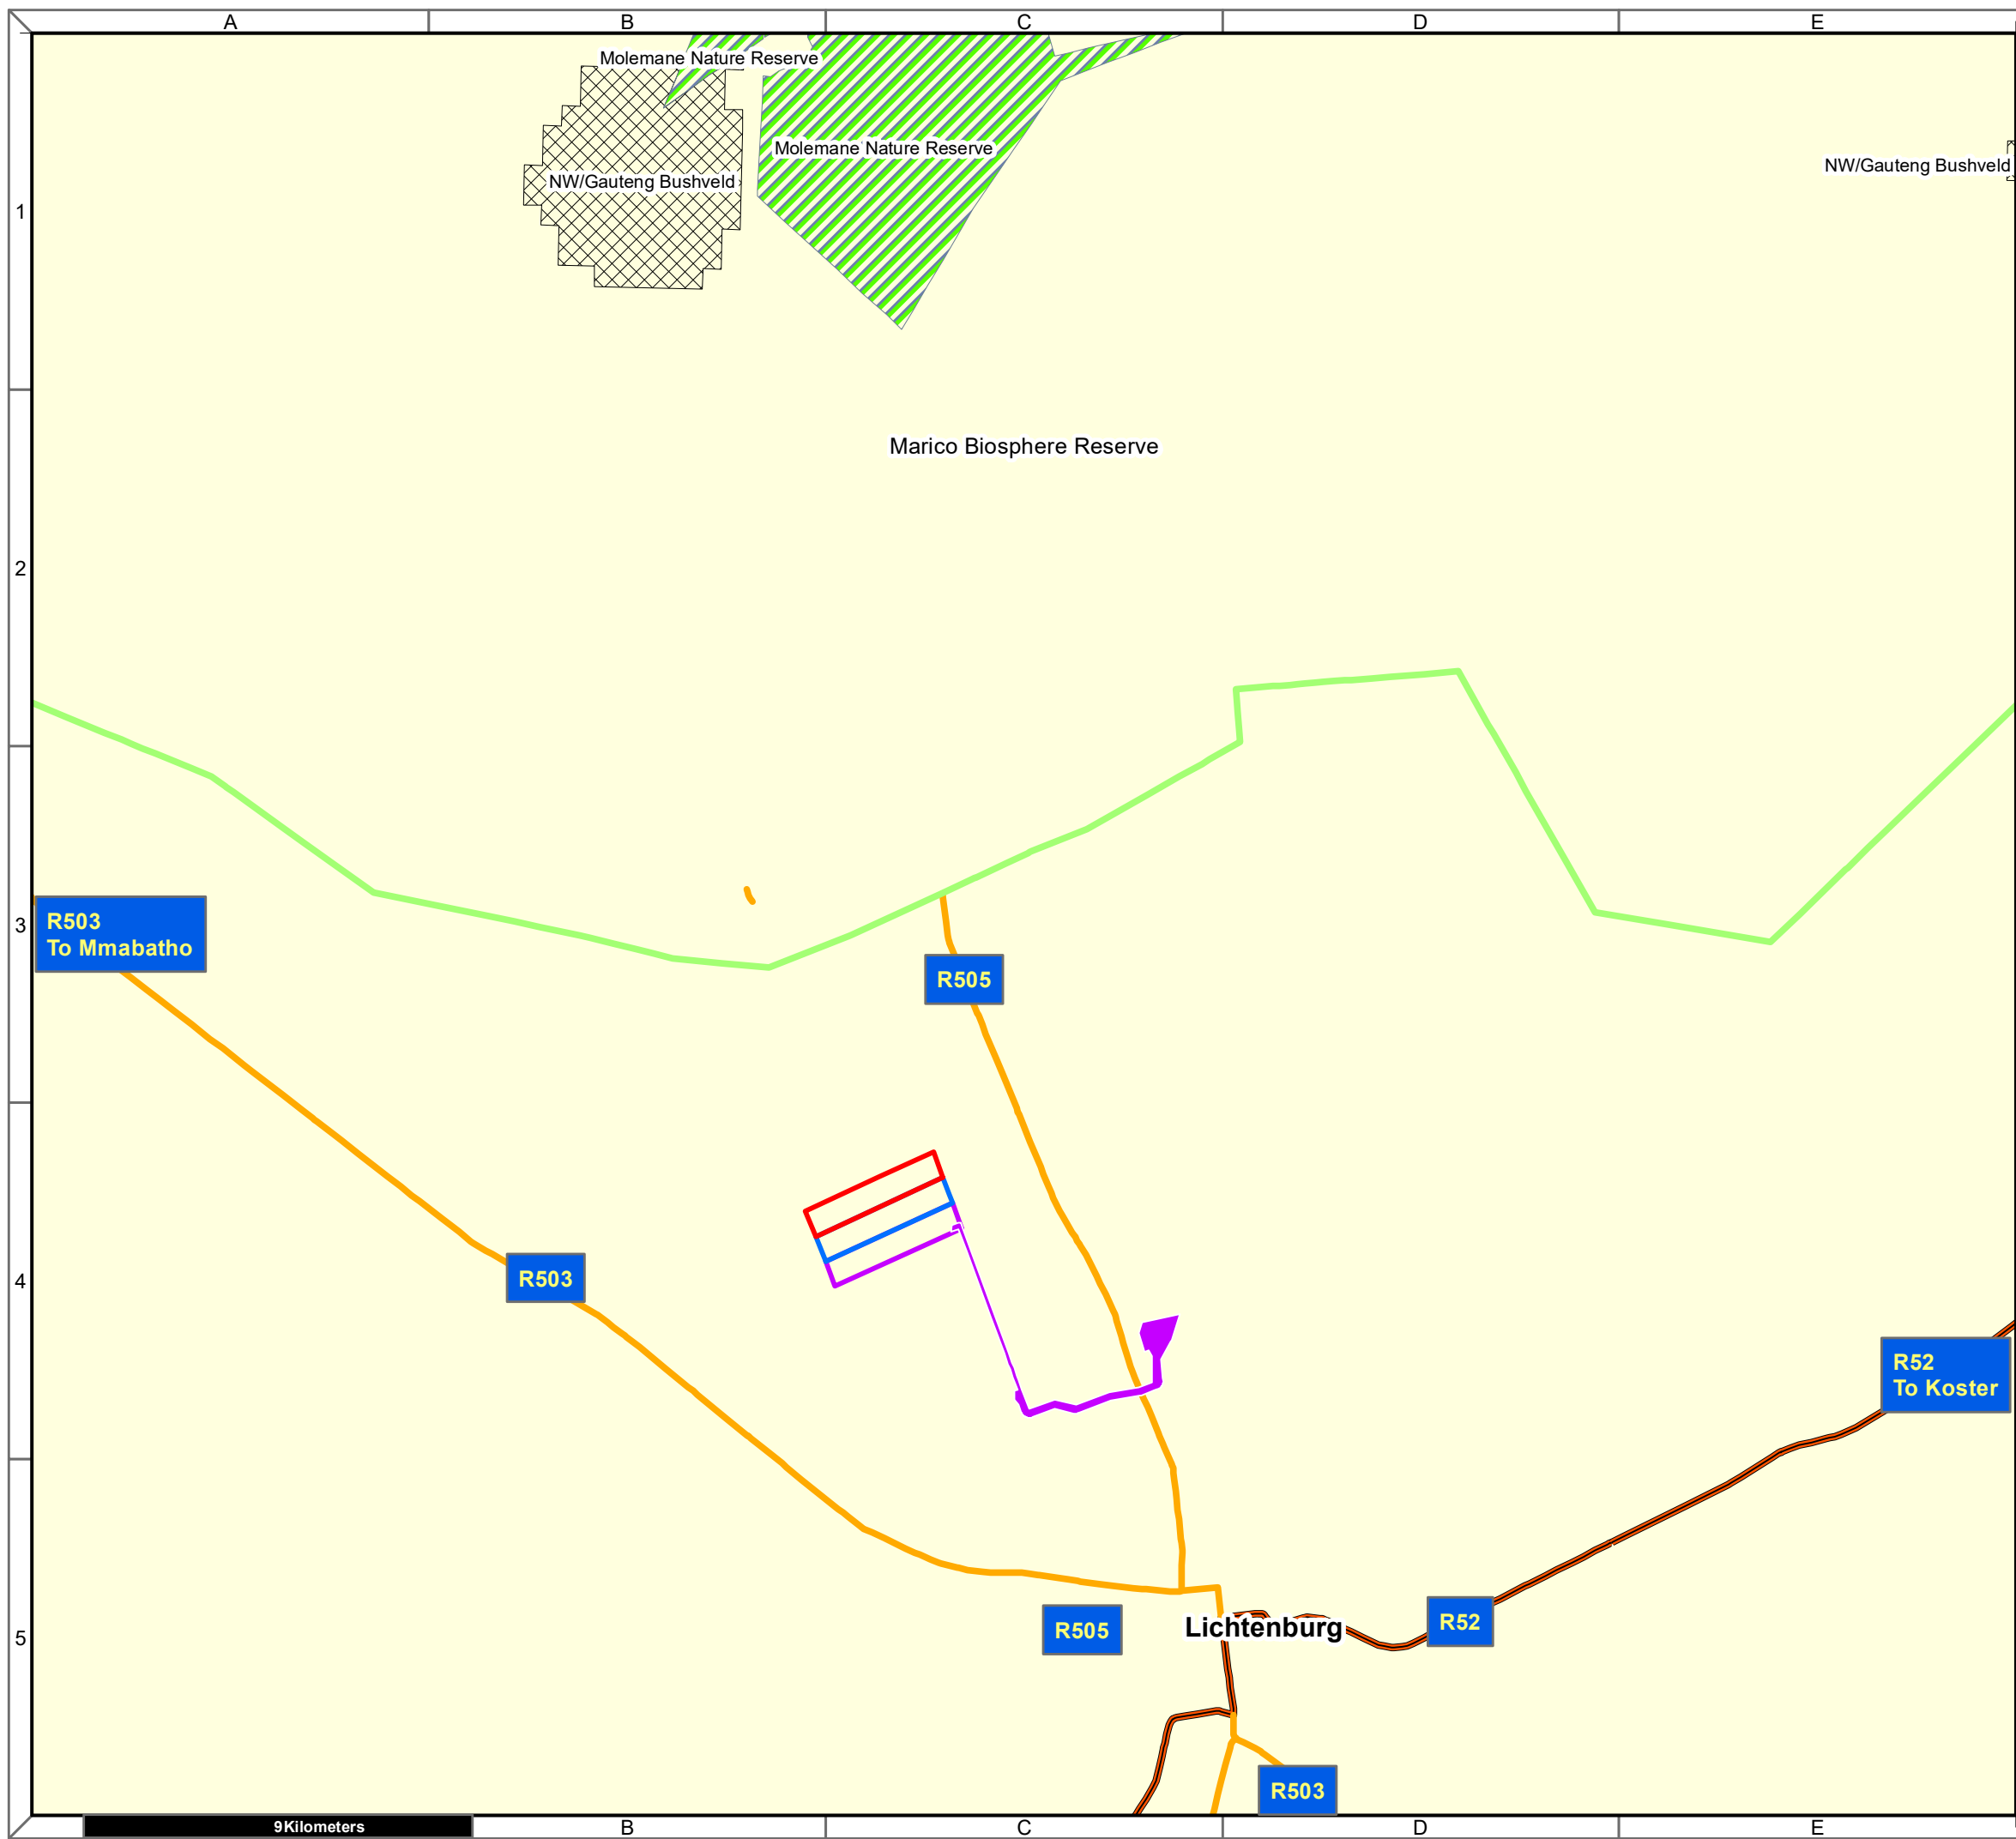 A B C D E
Molemane Nature Reserve
Molemane Nature Reserve
NW/Gauteng Bushveld
NW/Gauteng Bushveld
1
Marico Biosphere Reserve
2
R503
To Mmabatho
3
R505
R503
4
R52
To Koster
R52
Lichtenburg
R505
5
R503
9Kilometers
B C D E